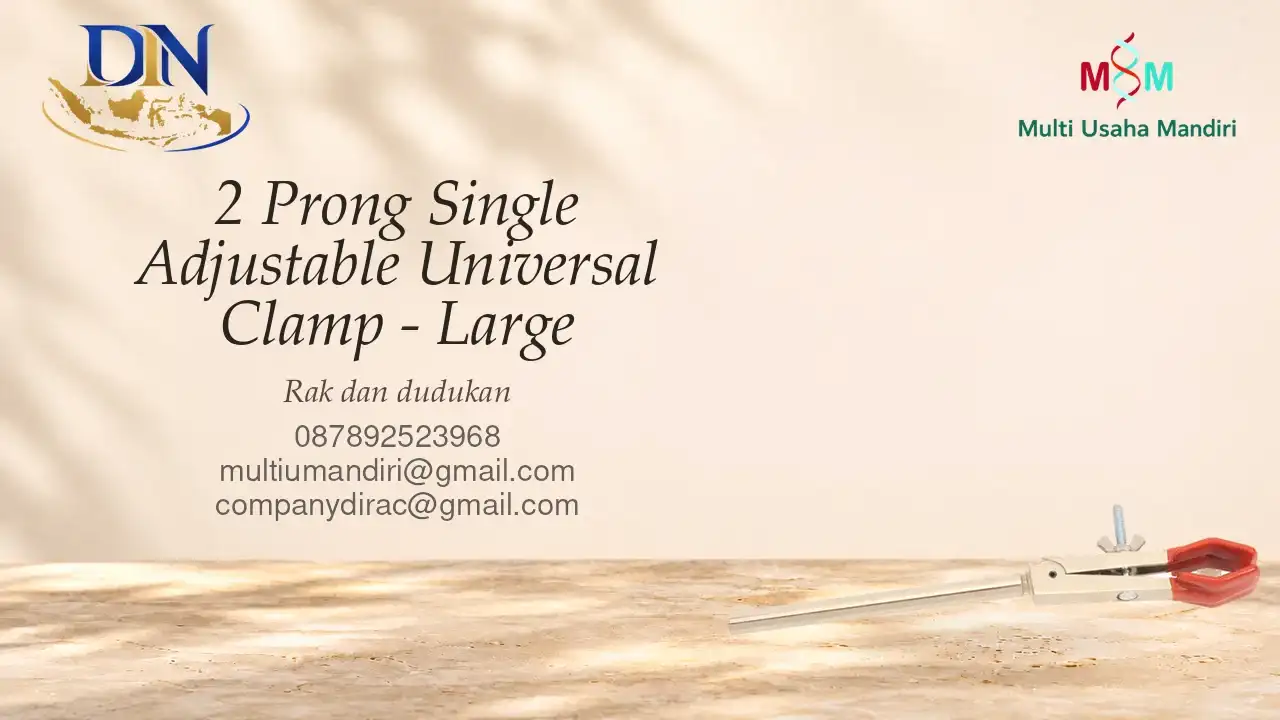 DIN
M M
Multi Usaha Mandiri
2 Prong Single
Adjustable Universal
Clamp - Large
Rak dan dudukan
087892523968
multiumandiri@gmail.com
companydirac@gmail.com